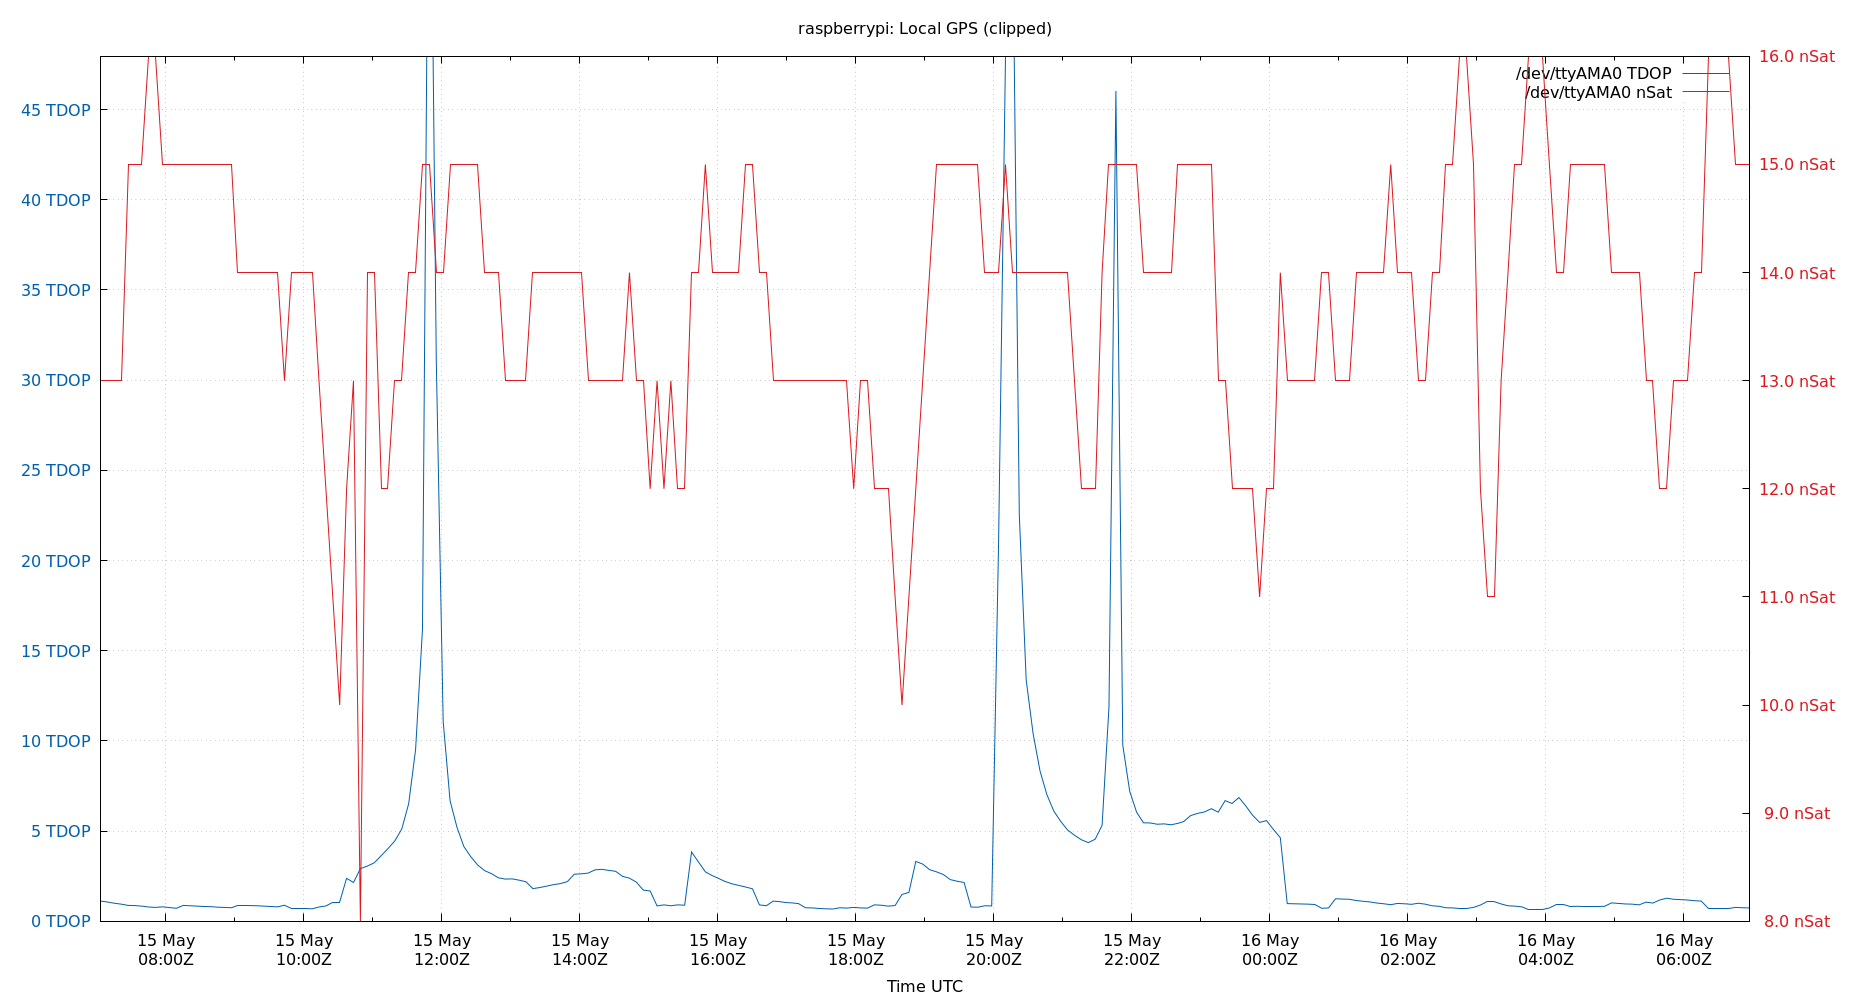 raspberrypi: Local GPS (clipped)
/dev/ttyAMA0 TDOP
/dev/ttyAMA0 nSat
45 TDOP
40 TDOP
35 TDOP
30 TDOP
25 TDOP
20 TDOP
15 TDOP
10 TDOP
5 TDOP
0 TDOP
16.0 nSat
15.0 nSat
14.0 nSat
13.0 nSat
12.0 nSat
11.0 nSat
10.0 nSat
9.0 nSat
8.0 nSat
15 May
08:00Z
15 May
10:00Z
15 May
12:00Z
15 May
14:00Z
15 May
16:00Z
15 May
18:00Z
15 May
20:00Z
15 May
22:00Z
16 May
00:00Z
16 May
02:00Z
16 May
04:00Z
16 May
06:00Z
Time UTC